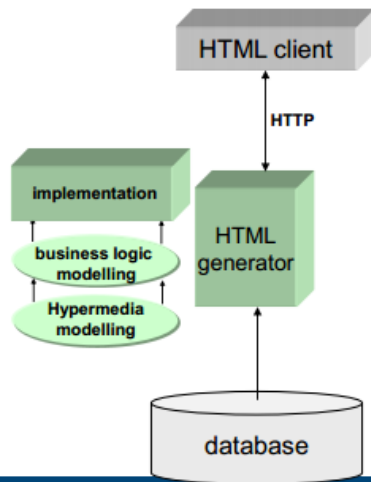 HTML client
HTTP
implementation
HTML
generator
business logic
modelling
Hypermedia
modelling
database